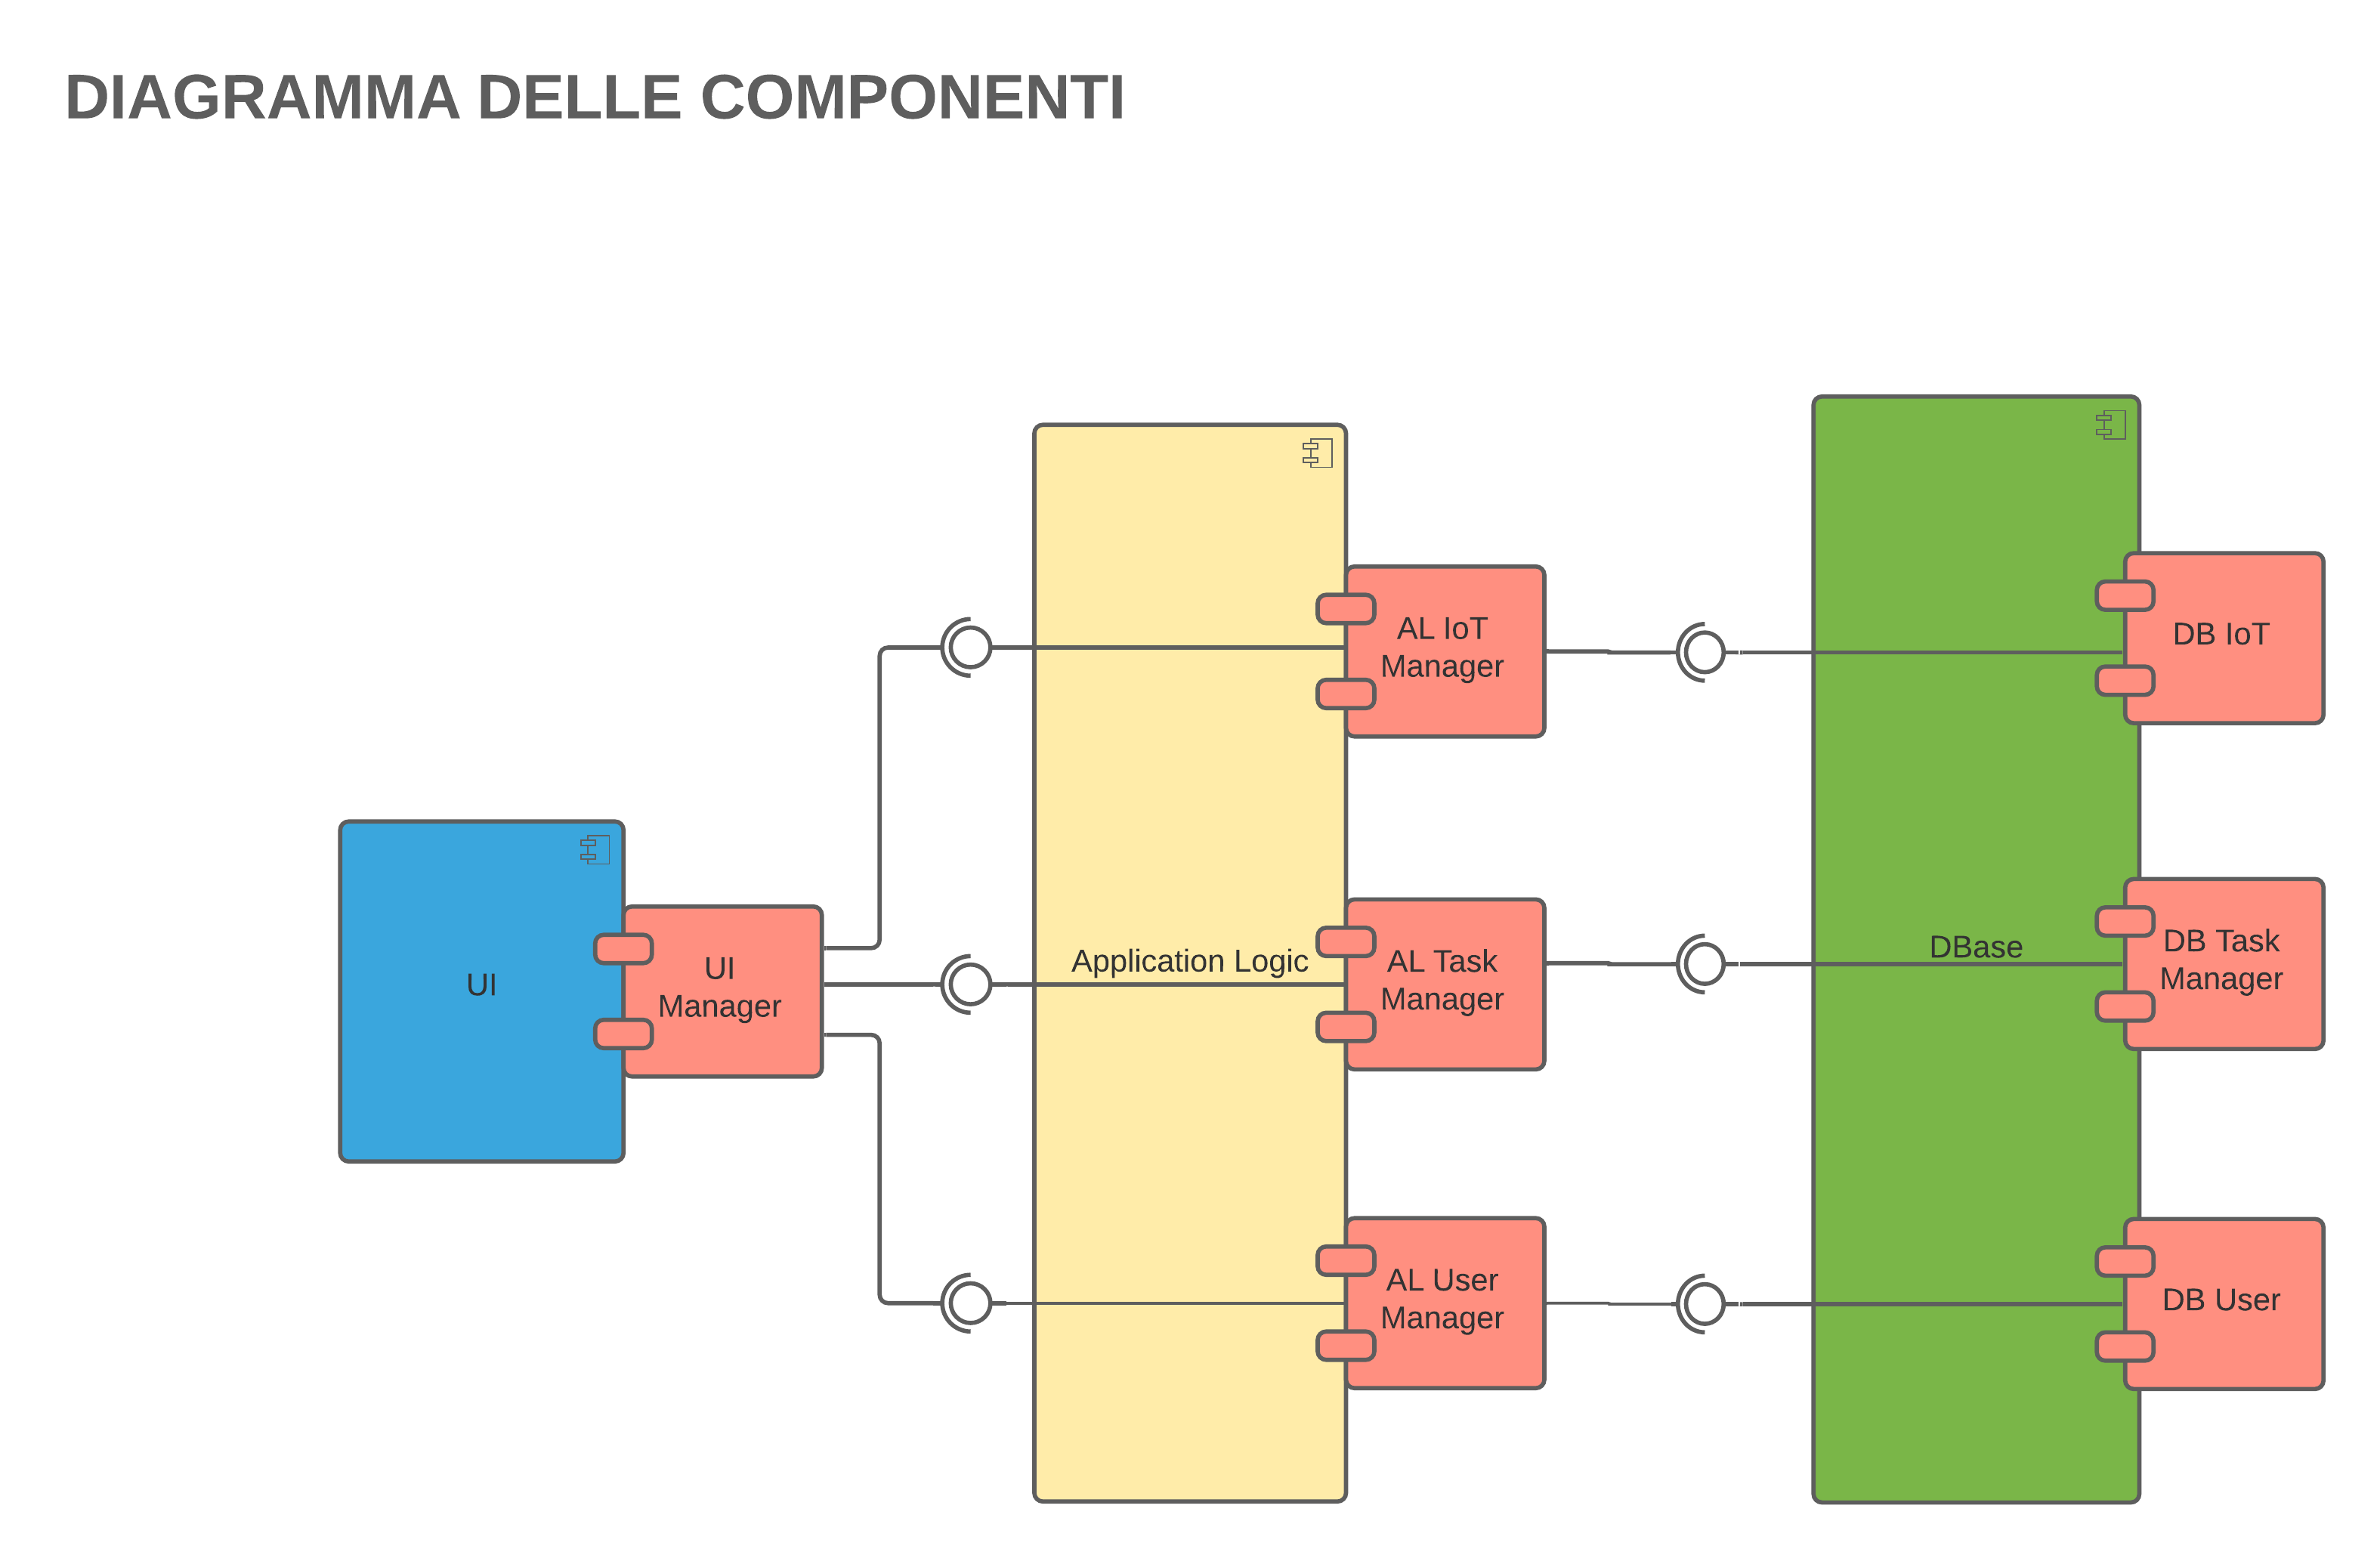 DIAGRAMMA DELLE COMPONENTI
UI
UI
Manager
Application Logic
AL IoT
Manager
AL Task
Manager
AL User
Manager
DBase
DB IoT
DB Task
Manager
DB User